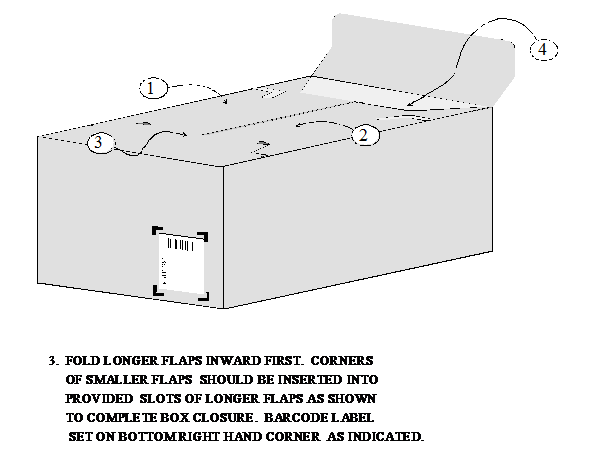 4
1
3
2
3. FOLD LONGER FLAPS INWARD FIRST. CORNERS
OF SMALLER FLAPS SHOULD BE INSERTED INTO
PROVIDED SLOTS OF LONGER FLAPS AS SHOWN
TO COMPLETE BOX CLOSURE. BARCODE LABEL
SET ON BOTTOM RIGHT HAND CORNER AS INDICATED.